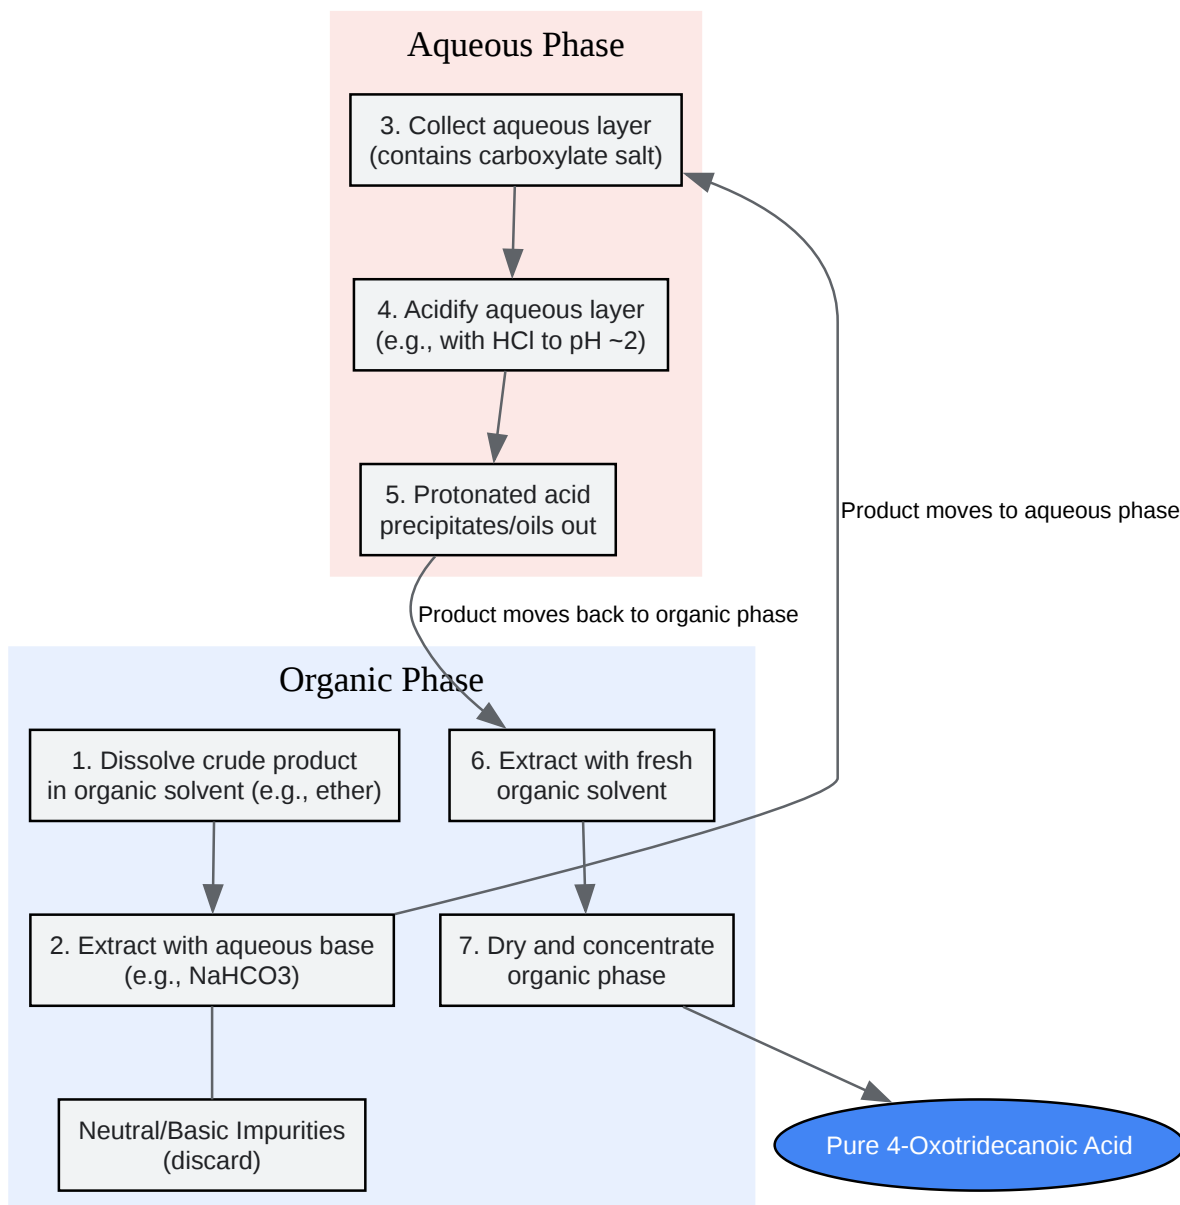 Aqueous Phase
3. Collect aqueous layer
(contains carboxylate salt)
4. Acidify aqueous layer
(e.g., with HCl to pH ~2)
5. Protonated acid
precipitates/oils out
Product moves to aqueous phase
Product moves back to organic phase
Organic Phase
1. Dissolve crude product
in organic solvent (e.g., ether)
6. Extract with fresh
organic solvent
2. Extract with aqueous base
(e.g., NaHCO3)
7. Dry and concentrate
organic phase
Neutral/Basic Impurities
(discard)
Pure 4-Oxotridecanoic Acid